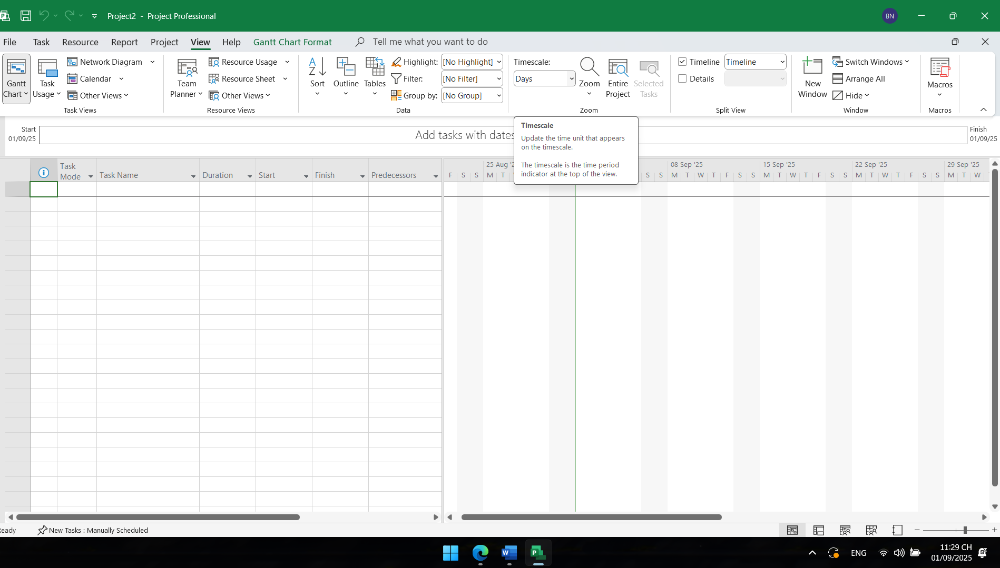 Project2 - Project Professional
BN
File Task Resource Report Project View Help Gantt Chart Format Tell me what you want to do
Gantt
Chart
Task
Usage
Network Diagram
Calendar
Other Views
Task Views
Team
Planner
Resource Usage
Resource Sheet
Other Views
Resource Views
Sort
Outline
Tables
Highlight: [No Highlight]
Filter: [No Filter]
Group by: [No Group]
Data
Timescale:
Days
Zoom
Entire
Project
Selected
Tasks
Zoom
Timeline Timeline
Details
Split View
New
Window
Switch Windows
Arrange All
Hide
Window
Macros
Macros
Start
01/09/25
Add tasks with dates
Finish
01/09/25
Timescale
Update the time unit that appears
on the timescale.
The timescale is the time period
indicator at the top of the view.
Task
Mode
Task Name
Duration
Start
Finish
Predecessors
25 Aug '2 08 Sep '25 15 Sep '25 22 Sep '25 29 Sep '25
F S S M T S S M T W T F S S M T W T F S S M T W T F S S M T W
New Tasks : Manually Scheduled
ENG
11:29 CH
01/09/2025